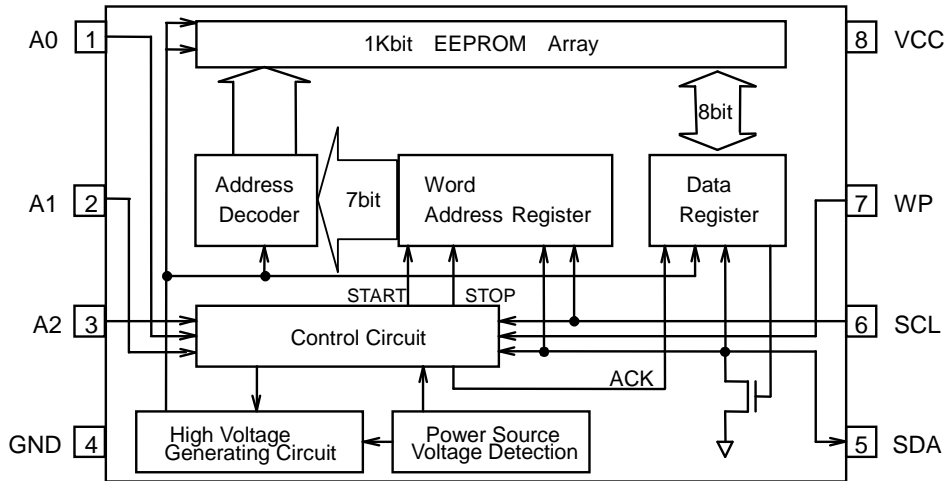 A0 1
1Kbit EEPROM Array
8 VCC
8bit
A1 2
Address
Decoder
7bit
Word
Address Register
Data
Register
7 WP
START STOP
A2 3
Control Circuit
6 SCL
ACK
GND 4
High Voltage
Generating Circuit
Power Source
Voltage Detection
5 SDA